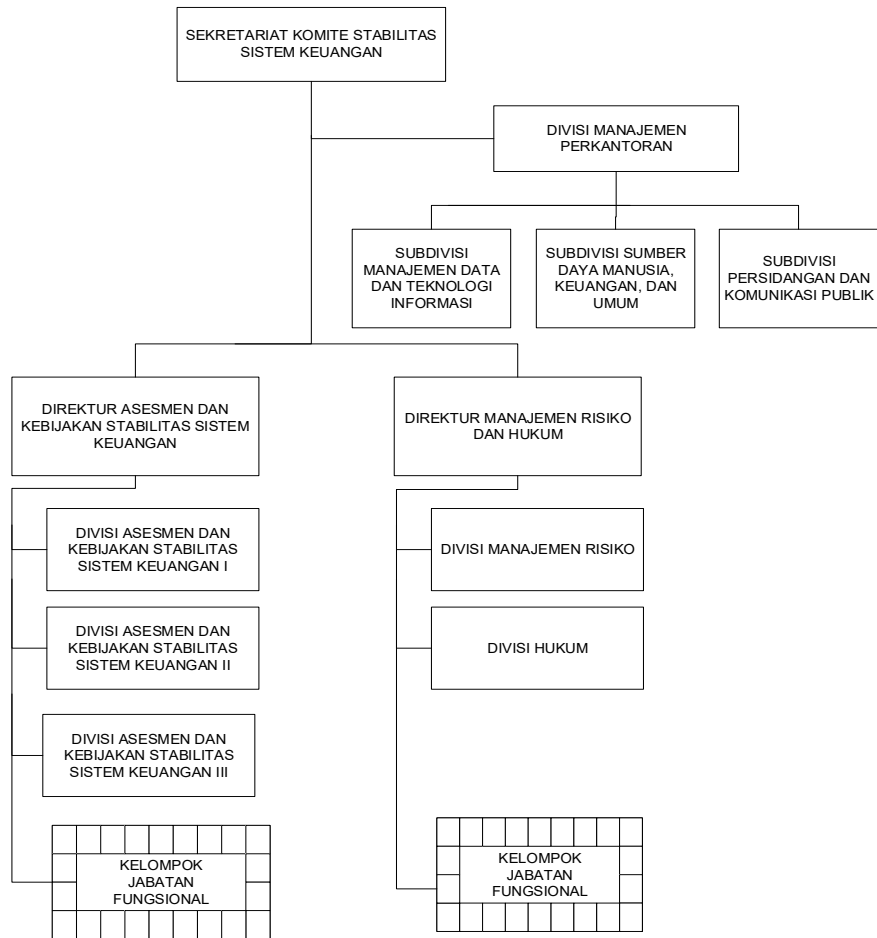 SEKRETARIAT KOMITE STABILITAS
SISTEM KEUANGAN
DIVISI MANAJEMEN
PERKANTORAN
SUBDIVISI
MANAJEMEN DATA
DAN TEKNOLOGI
INFORMASI
SUBDIVISI SUMBER
DAYA MANUSIA,
KEUANGAN, DAN
UMUM
SUBDIVISI
PERSIDANGAN DAN
KOMUNIKASI PUBLIK
DIREKTUR ASESMEN DAN
KEBIJAKAN STABILITAS SISTEM
KEUANGAN
DIREKTUR MANAJEMEN RISIKO
DAN HUKUM
DIVISI ASESMEN DAN
KEBIJAKAN STABILITAS
SISTEM KEUANGAN I
DIVISI MANAJEMEN RISIKO
DIVISI ASESMEN DAN
KEBIJAKAN STABILITAS
SISTEM KEUANGAN II
DIVISI HUKUM
DIVISI ASESMEN DAN
KEBIJAKAN STABILITAS
SISTEM KEUANGAN III
KELOMPOK
JABATAN
FUNGSIONAL
KELOMPOK
JABATAN
FUNGSIONAL